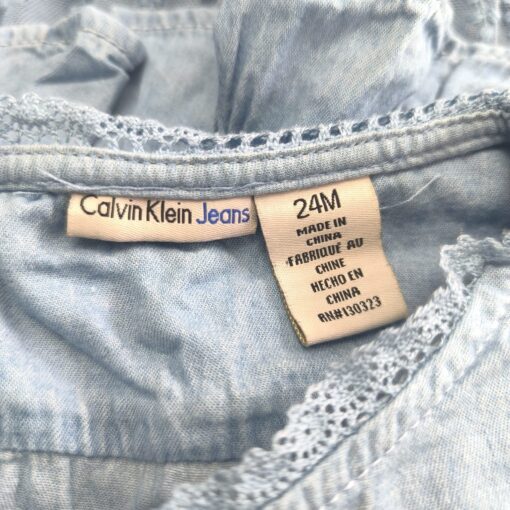 Calvin Klein Jeans
24M
MADE IN
CHINA
FABRIQUÉ AU
CHINE
HECHO EN
CHINA
RN#130323